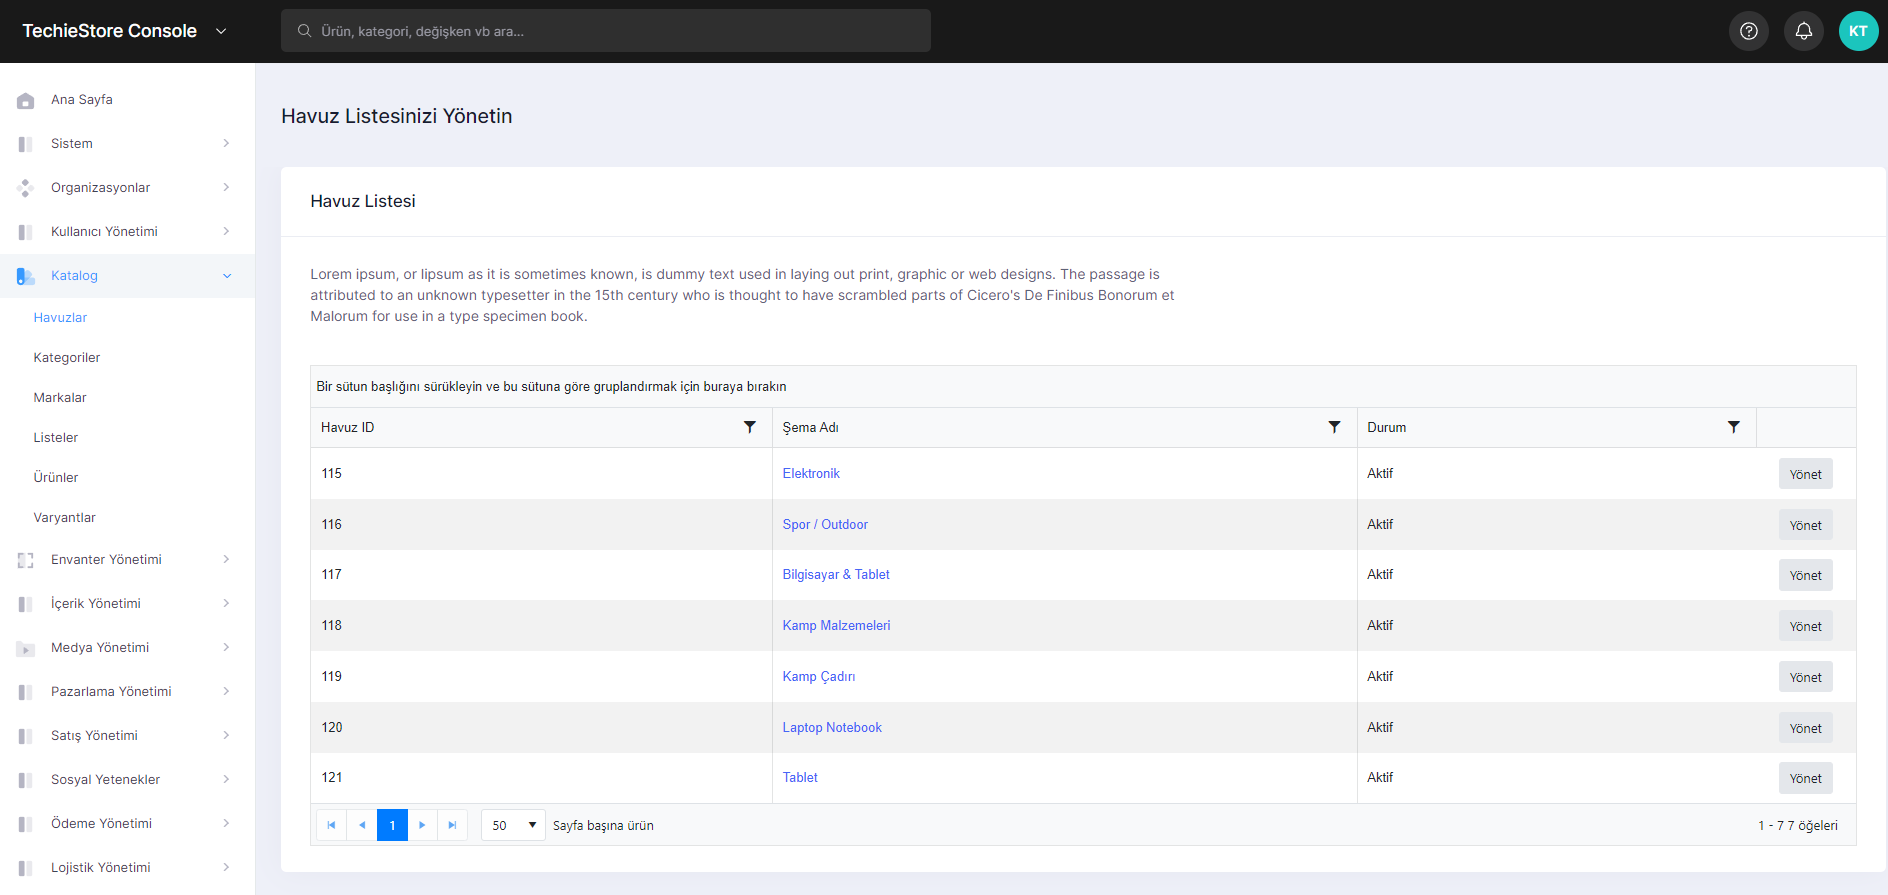 TechieStore Console
Ürün, kategori, değişken vb ara...
KT
Ana Sayfa
Sistem
Organizasyonlar
Kullanıcı Yönetimi
Katalog
Havuzlar
Kategoriler
Markalar
Listeler
Ürünler
Varyantlar
Envanter Yönetimi
İçerik Yönetimi
Medya Yönetimi
Pazarlama Yönetimi
Satış Yönetimi
Sosyal Yetenekler
Ödeme Yönetimi
Lojistik Yönetimi
Havuz Listesinizi Yönetin
Havuz Listesi
Lorem ipsum, or lipsum as it is sometimes known, is dummy text used in laying out print, graphic or web designs. The passage is
attributed to an unknown typesetter in the 15th century who is thought to have scrambled parts of Cicero's De Finibus Bonorum et
Malorum for use in a type specimen book.
Bir sütun başlığını sürükleyin ve bu sütuna göre gruplandırmak için buraya bırakın
Havuz ID Şema Adı Durum
115 Elektronik Aktif Yönet
116 Spor / Outdoor Aktif Yönet
117 Bilgisayar & Tablet Aktif Yönet
118 Kamp Malzemeleri Aktif Yönet
119 Kamp Çadırı Aktif Yönet
120 Laptop Notebook Aktif Yönet
121 Tablet Aktif Yönet
1 50 Sayfa başına ürün 1 - 7 7 öğeleri